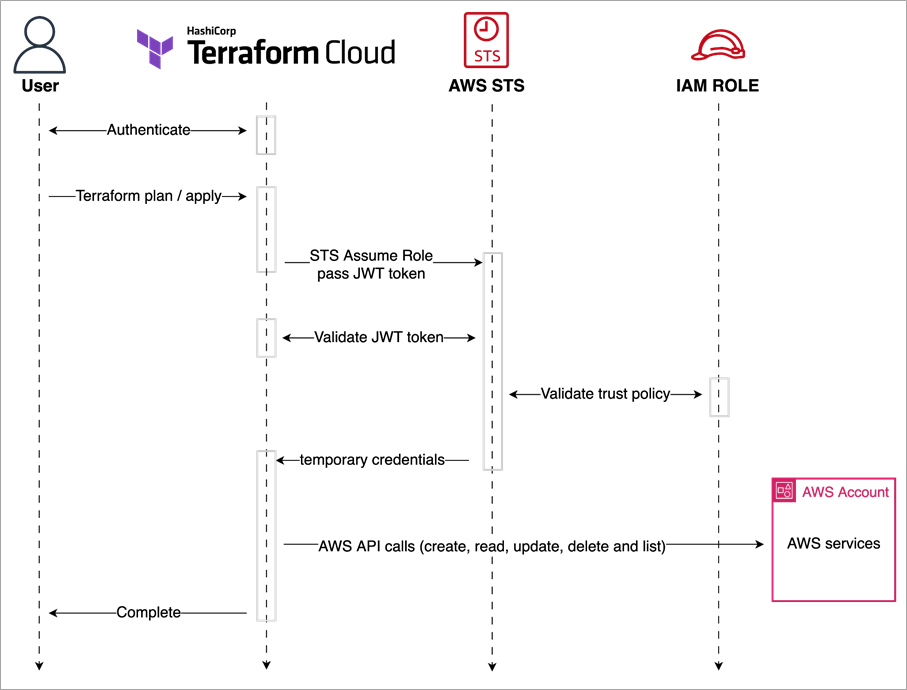 HashiCorp
Terraform Cloud
STS
User
AWS STS
IAM ROLE
Authenticate
Terraform plan / apply
STS Assume Role
pass JWT token
Validate JWT token
Validate trust policy
temporary credentials
AWS Account
AWS API calls (create, read, update, delete and list)
AWS services
Complete